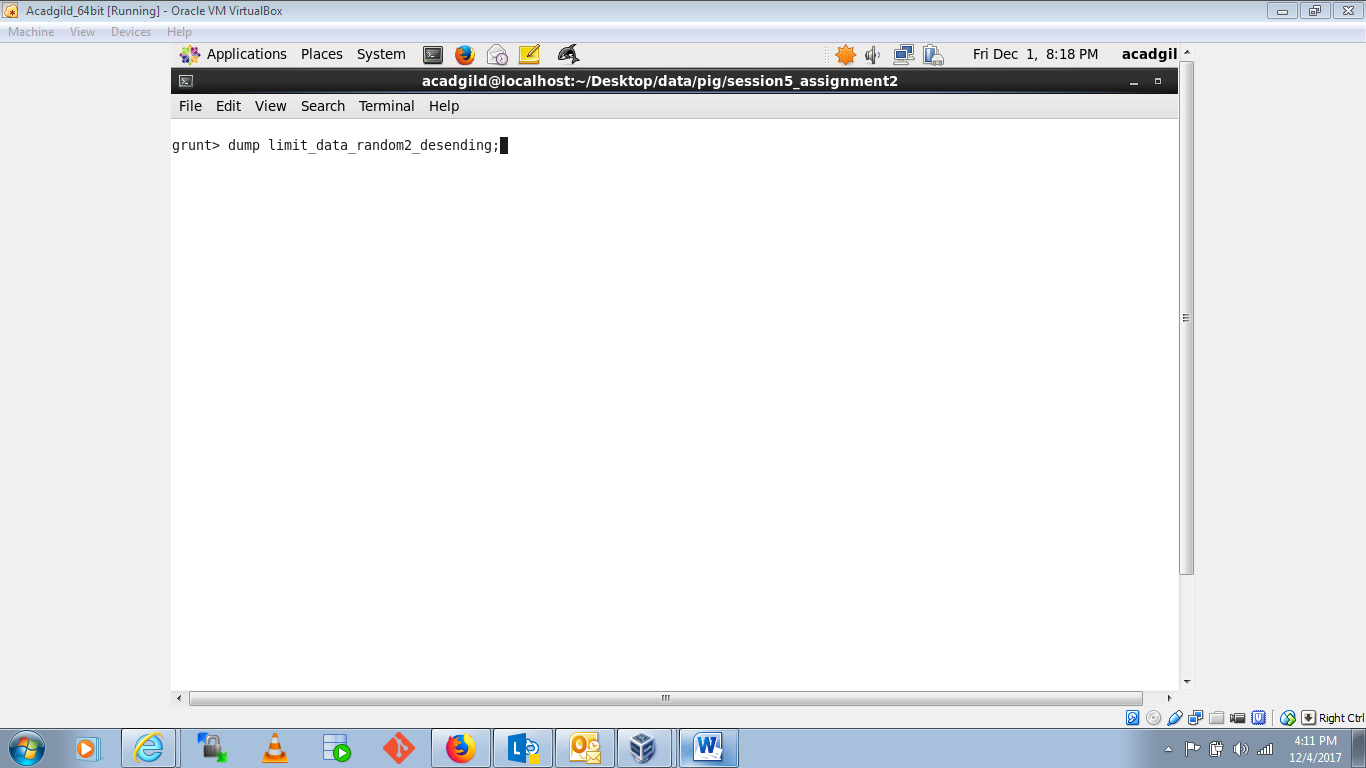 Acadgild_64bit [Running] - Oracle VM VirtualBox
Machine View Devices Help
Applications Places System Fri Dec 1, 8:18 PM acadgil
acadgild@localhost:~/Desktop/data/pig/session5_assignment2
File Edit View Search Terminal Help
grunt> dump limit_data_random2_desending;
Right Ctrl
4:11 PM
12/4/2017